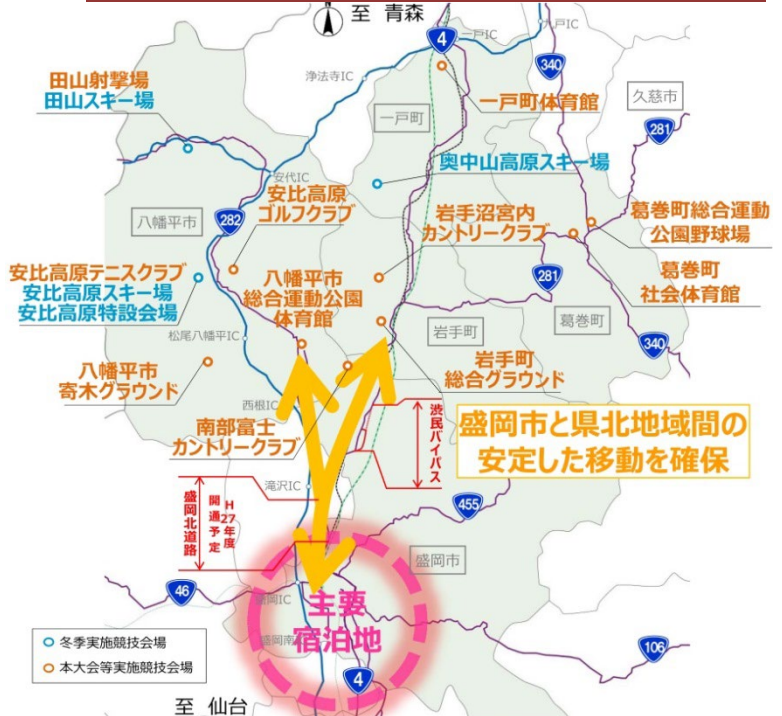 至 青森
4
一戸IC
九戸IC
浄法寺IC
340
田山射撃場
田山スキー場
一戸町体育館
久慈市
一戸町
281
奥中山高原スキー場
安代IC
安比高原
ゴルフクラブ
八幡平市
282
岩手沼宮内
カントリークラブ
葛巻町総合運動
公園野球場
安比高原テニスクラブ
安比高原スキー場
安比高原特設会場
八幡平市
総合運動公園
体育館
281
葛巻町
社会体育館
松尾八幡平IC
岩手町
葛巻町
340
八幡平市
寄木グラウンド
岩手町
総合グラウンド
西根IC
南部富士
カントリークラブ
渋民バイパス
盛岡市と県北地域間の
安定した移動を確保
滝沢IC
盛岡北道路
H27年度
開通予定
455
盛岡市
46
盛岡IC
主要
宿泊地
盛岡南IC
106
4
冬季実施競技会場
本大会等実施競技会場
至 仙台